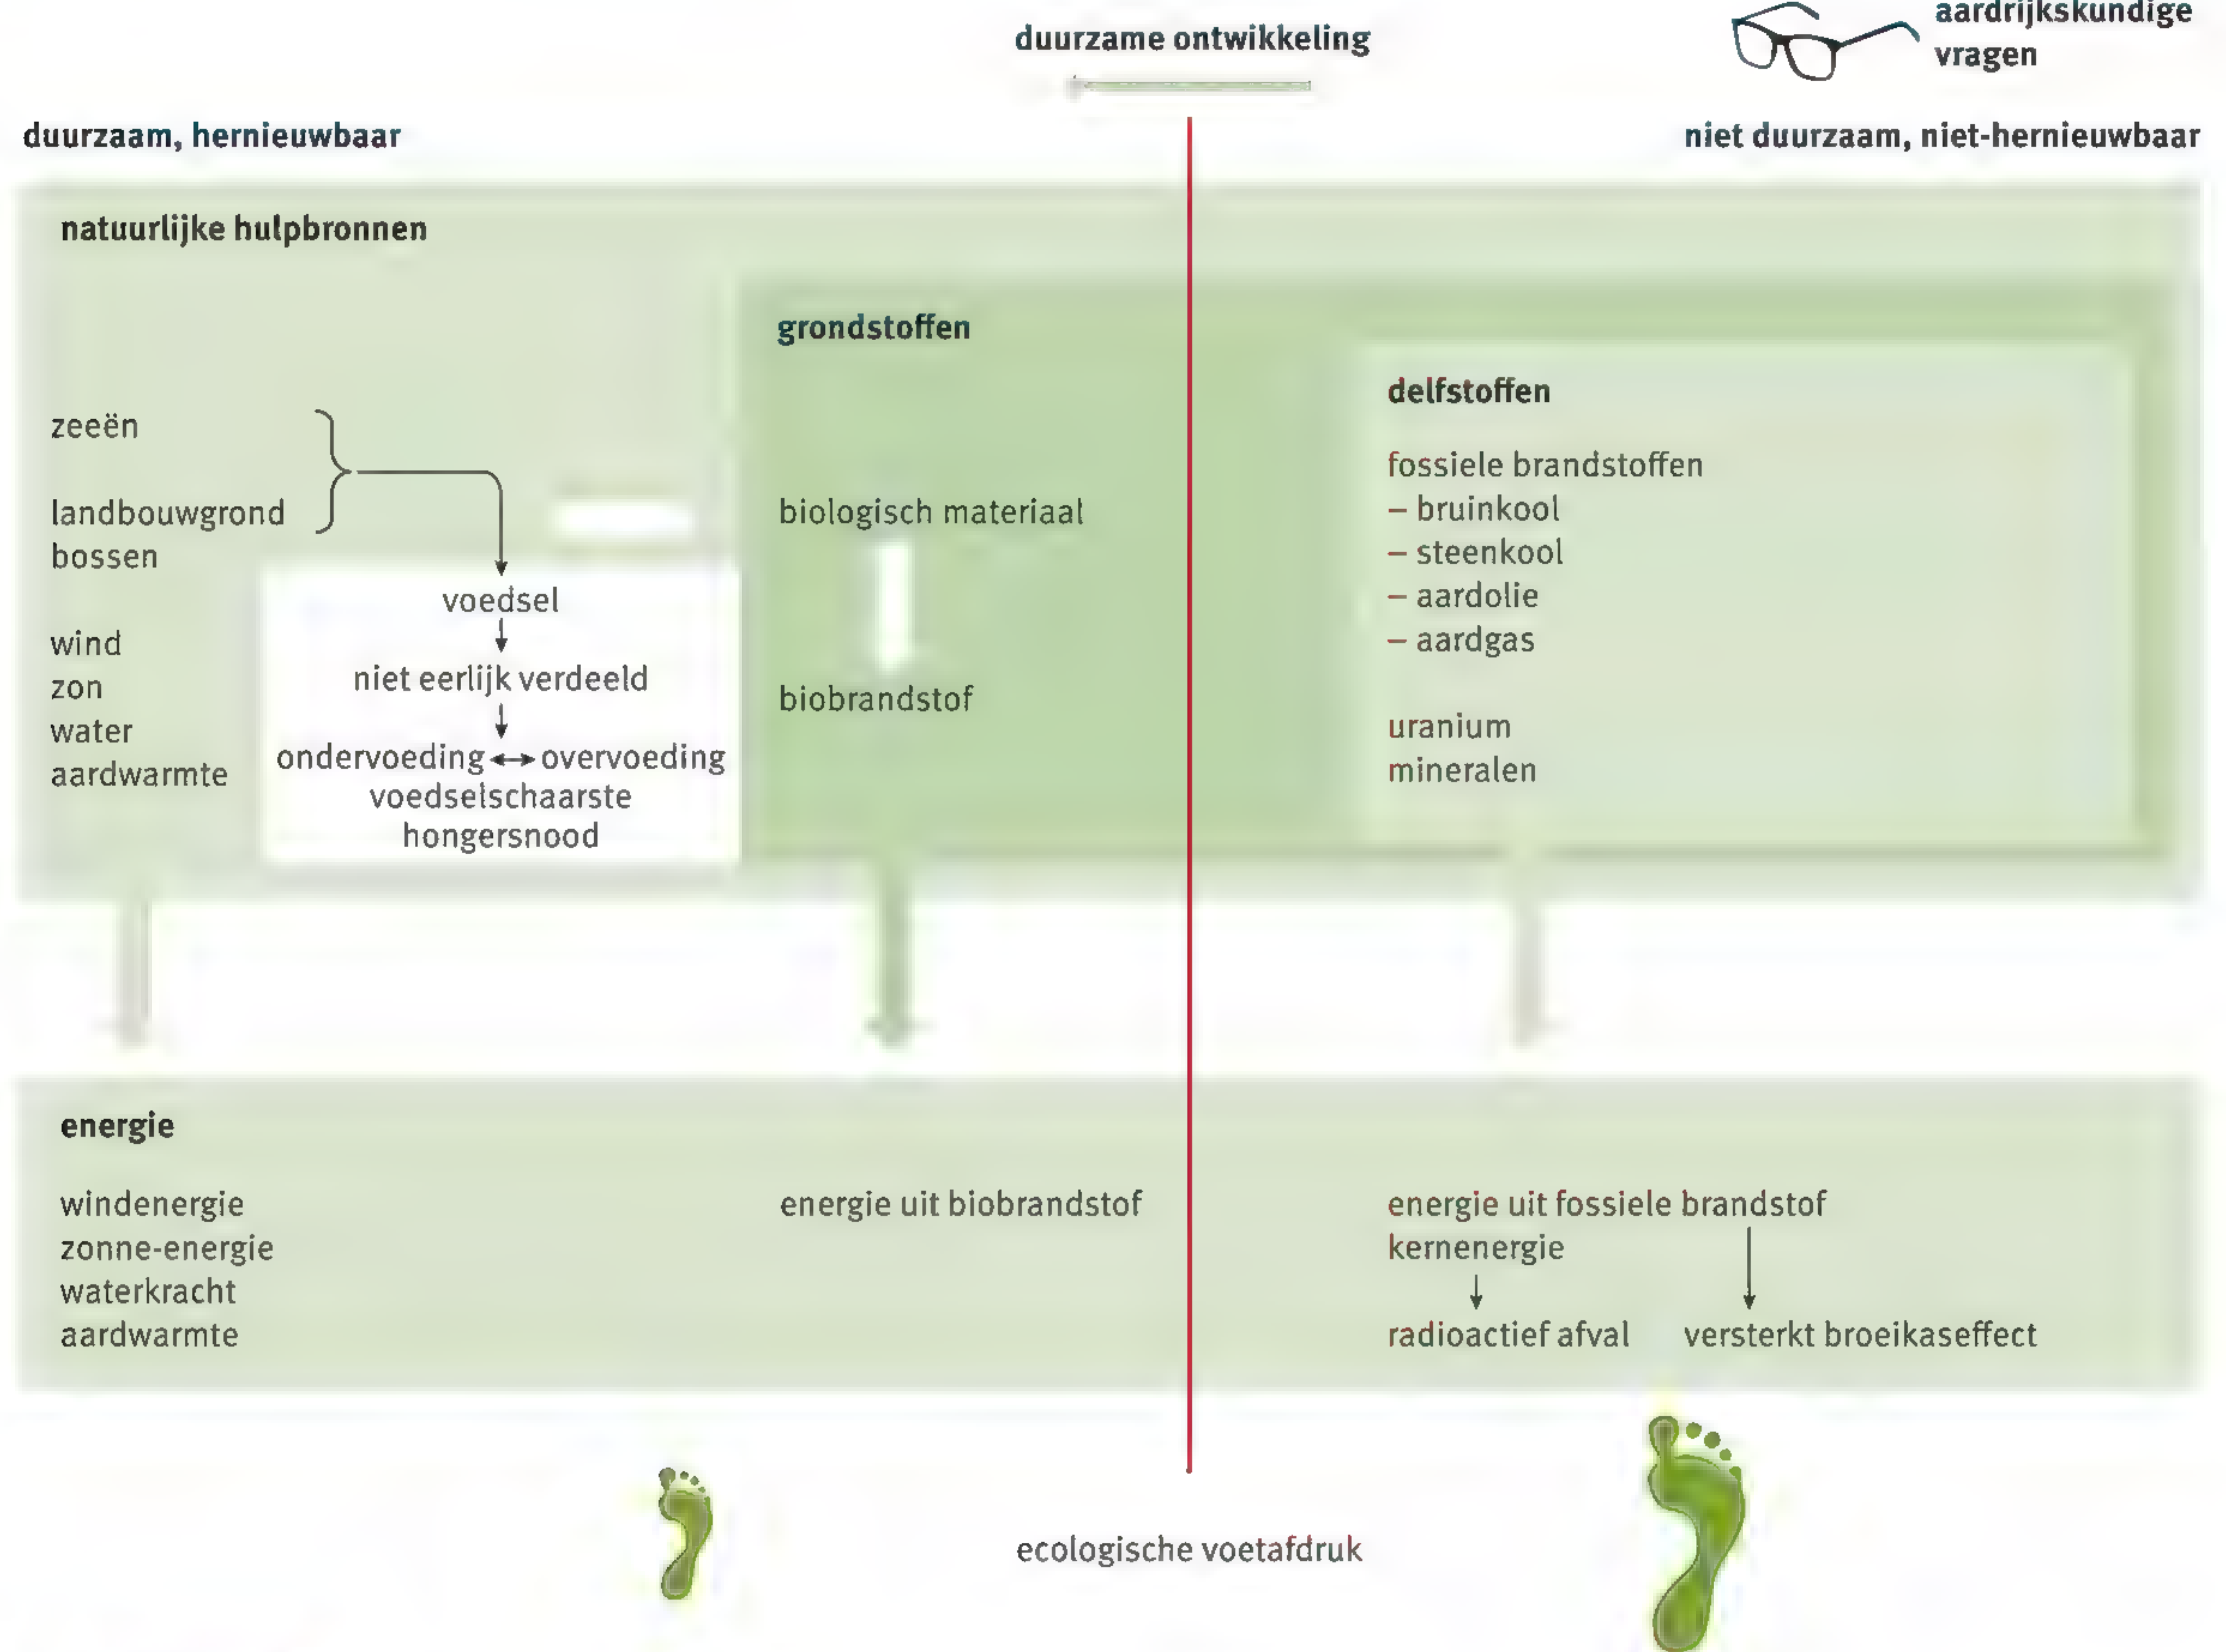 duurzame ontwikkeling
aardrijkskundige
vragen
duurzaam, hernieuwbaar
niet duurzaam, niet-hernieuwbaar
natuurlijke hulpbronnen
zeeën
landbouwgrond
bossen
wind
zon
water
aardwarmte
voedsel
niet eerlijk verdeeld
ondervoeding
overvoeding
voedselschaarste
hongersnood
grondstoffen
biologisch materiaal
biobrandstof
delfstoffen
fossiele brandstoffen
– bruinkool
– steenkool
– aardolie
– aardgas
uranium
mineralen
energie
windenergie
zonne-energie
waterkracht
aardwarmte
energie uit biobrandstof
energie uit fossiele brandstof
kernenergie
radioactief afval
versterkt broeikaseffect
ecologische voetafdruk